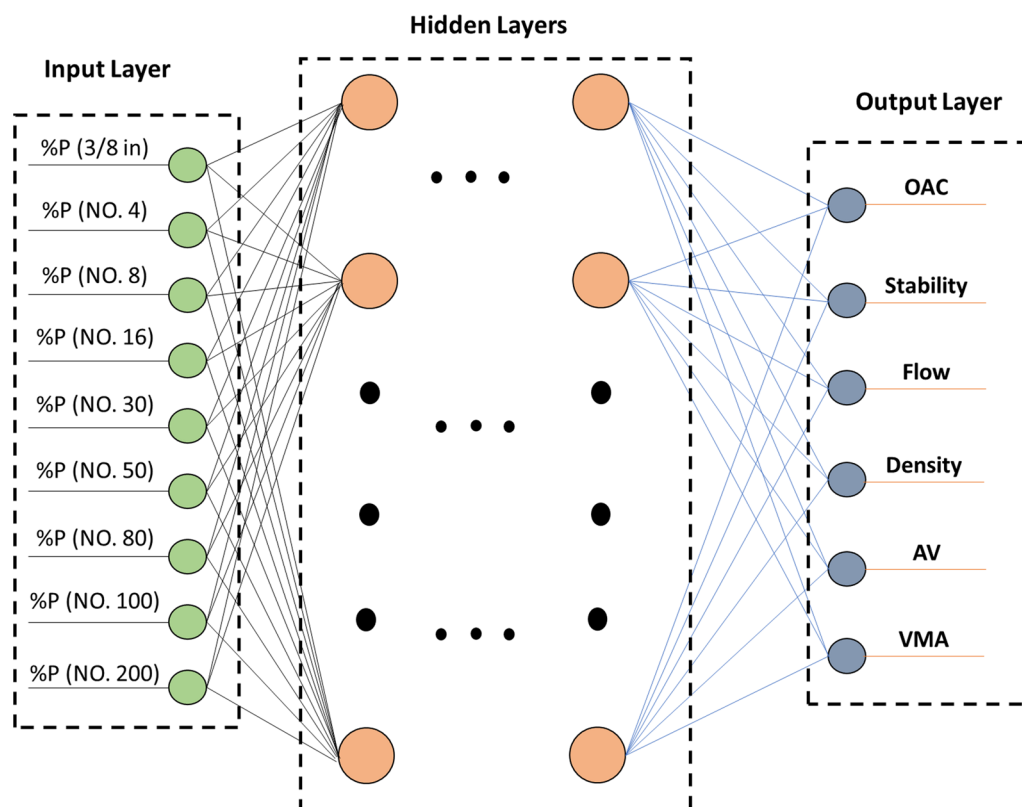 Hidden Layers
Input Layer
Output Layer
%P (3/8 in)
%P (NO. 4)
%P (NO. 8)
%P (NO. 16)
%P (NO. 30)
%P (NO. 50)
%P (NO. 80)
%P (NO. 100)
%P (NO. 200)
OAC
Stability
Flow
Density
AV
VMA